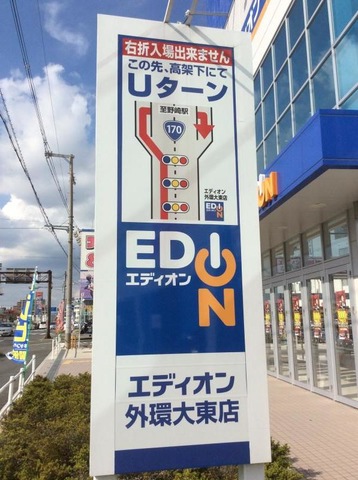 右折入場出来ません
この先、高架下にて
Uターン
至野崎駅
170
エディオン
外環大東店
EDION
EDION
エディオン
エディオン
外環大東店
EDION
ON